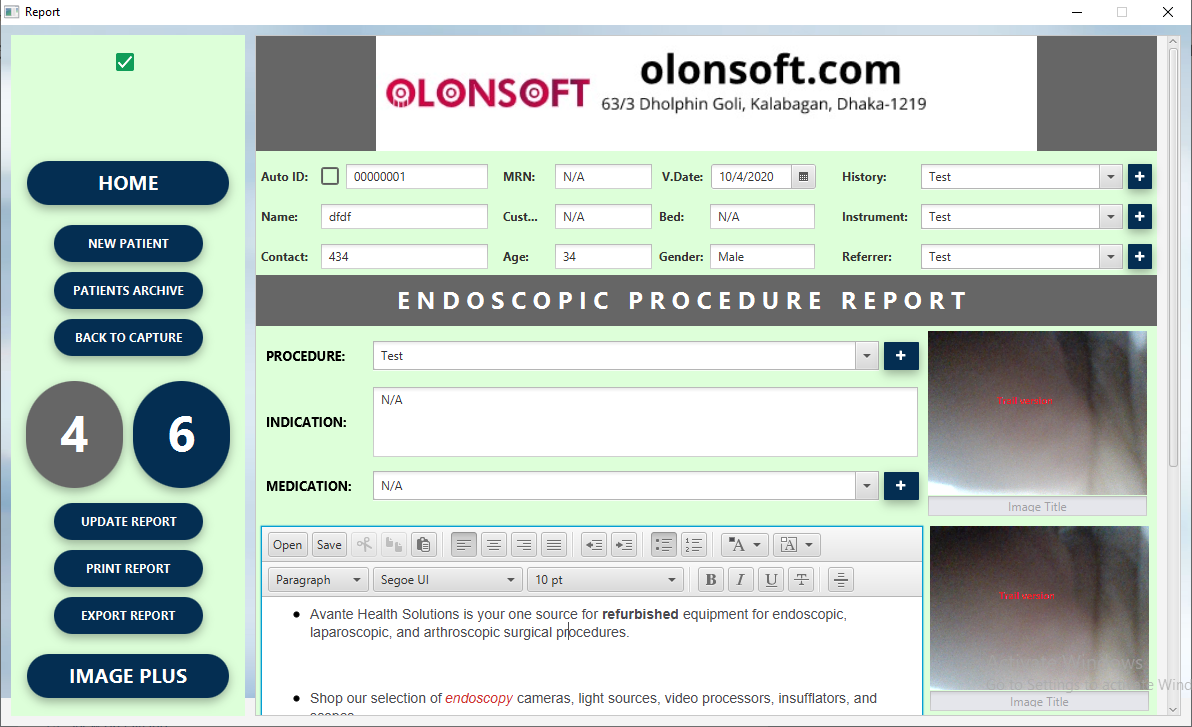 Report
HOME
NEW PATIENT
PATIENTS ARCHIVE
BACK TO CAPTURE
4 6
UPDATE REPORT
PRINT REPORT
EXPORT REPORT
IMAGE PLUS
OLONSOFT
olonsoft.com
63/3 Dholphin Goli, Kalabagan, Dhaka-1219
Auto ID: 00000001 MRN: N/A V.Date: 10/4/2020 History: Test +
Name: dfdf Cust... N/A Bed: N/A Instrument: Test +
Contact: 434 Age: 34 Gender: Male Referrer: Test +
ENDOSCOPIC PROCEDURE REPORT
PROCEDURE: Test +
INDICATION: N/A
MEDICATION: N/A +
Image Title
Open Save A A
Paragraph Segoe UI 10 pt B I U T
• Avante Health Solutions is your one source for refurbished equipment for endoscopic,
laparoscopic, and arthroscopic surgical procedures.
• Shop our selection of endoscopy cameras, light sources, video processors, insufflators, and
Activate Windows
Go to Settings to activate Wind
Image Title